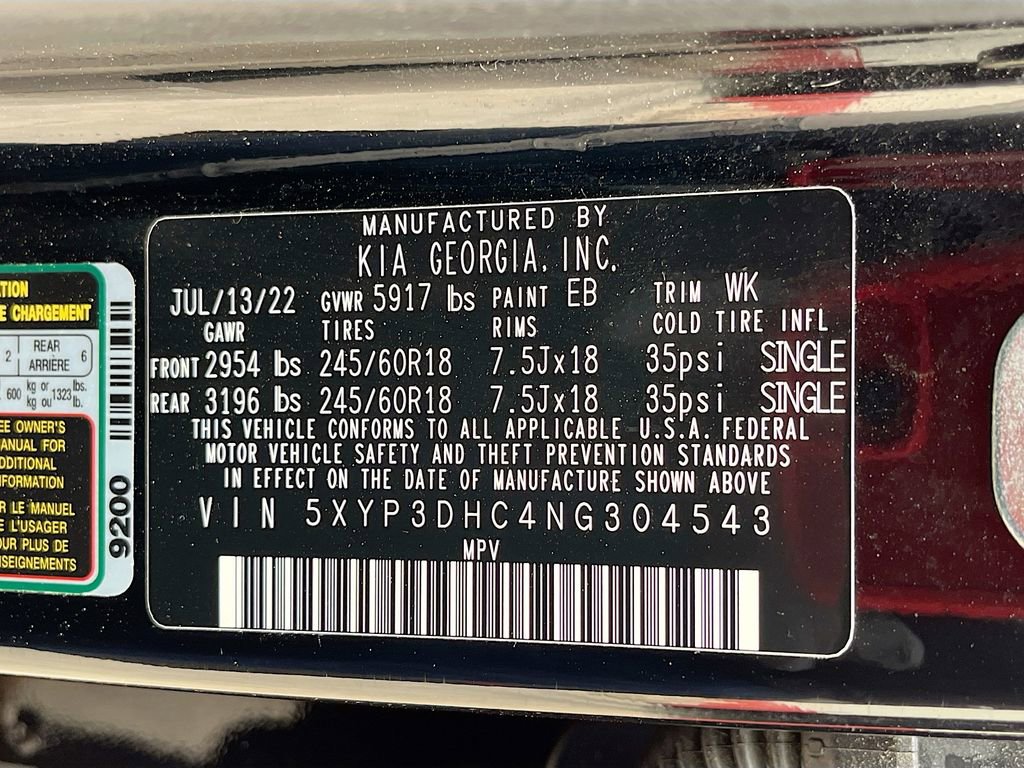 MANUFACTURED BY
KIA GEORGIA, INC.
JUL/13/22 GVWR 5917 lbs PAINT EB TRIM WK
GAWR TIRES RIMS COLD TIRE INFL
FRONT 2954 lbs 245/60R18 7.5Jx18 35psi SINGLE
REAR 3196 lbs 245/60R18 7.5Jx18 35psi SINGLE
THIS VEHICLE CONFORMS TO ALL APPLICABLE U.S.A. FEDERAL
MOTOR VEHICLE SAFETY AND THEFT PREVENTION STANDARDS
IN EFFECT ON THE DATE OF MANUFACTURE SHOWN ABOVE
VIN 5XYP3DHC4NG304543
MPV
TION
E CHARGEMENT
2 REAR ARRIÈRE 6
600 kg or kg ou 1323 lbs. lb.
EE OWNER'S
ANUAL FOR
DDITIONAL
NFORMATION
R LE MANUEL
E L'USAGER
OUR PLUS DE
SEIGNEMENTS
9200